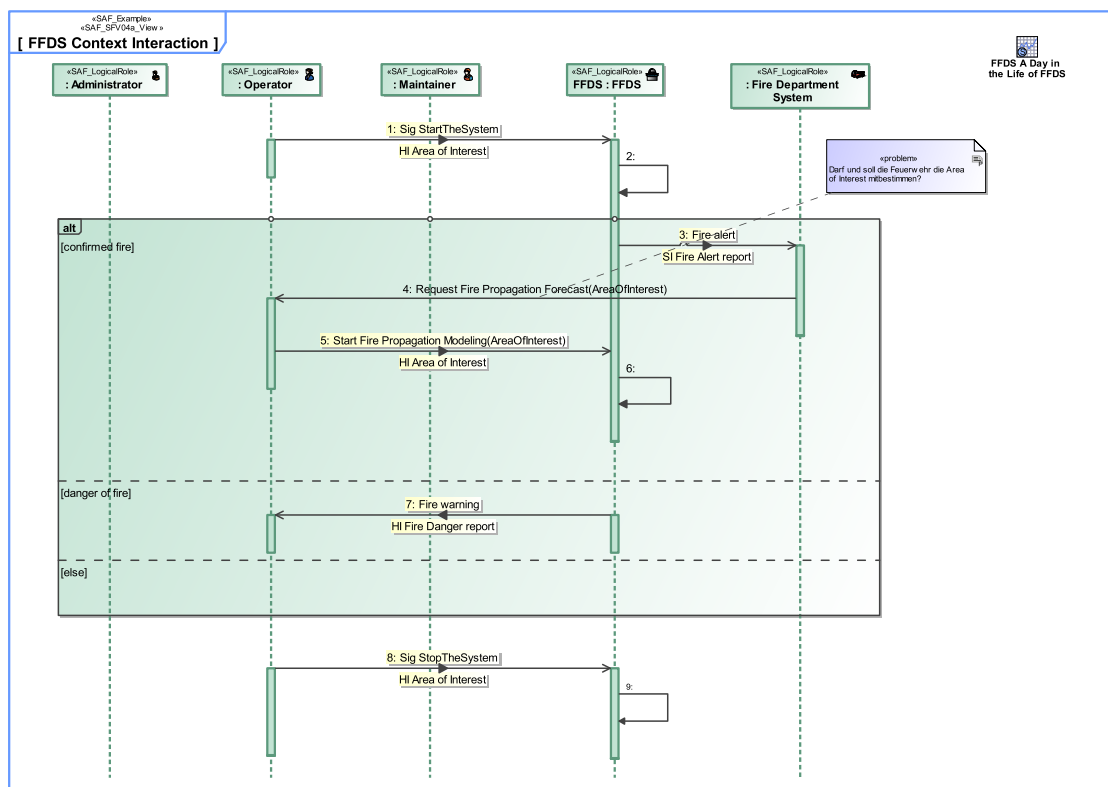 «SAF_Example»
«SAF_SFV04a_View »
[ FFDS Context Interaction ]
FFDS A Day in
the Life of FFDS
«SAF_LogicalRole»
: Administrator
«SAF_LogicalRole»
: Operator
«SAF_LogicalRole»
: Maintainer
«SAF_LogicalRole»
FFDS : FFDS
«SAF_LogicalRole»
: Fire Department
System
1: Sig StartTheSystem
HI Area of Interest
2:
«problem»
Darf und soll die Feuerwehr die Area
of Interest mitbestimmen?
alt
[confirmed fire]
3: Fire alert
SI Fire Alert report
4: Request Fire Propagation Forecast(AreaOfInterest)
5: Start Fire Propagation Modeling(AreaOfInterest)
HI Area of Interest
6:
[danger of fire]
7: Fire warning
HI Fire Danger report
[else]
8: Sig StopTheSystem
HI Area of Interest
9: